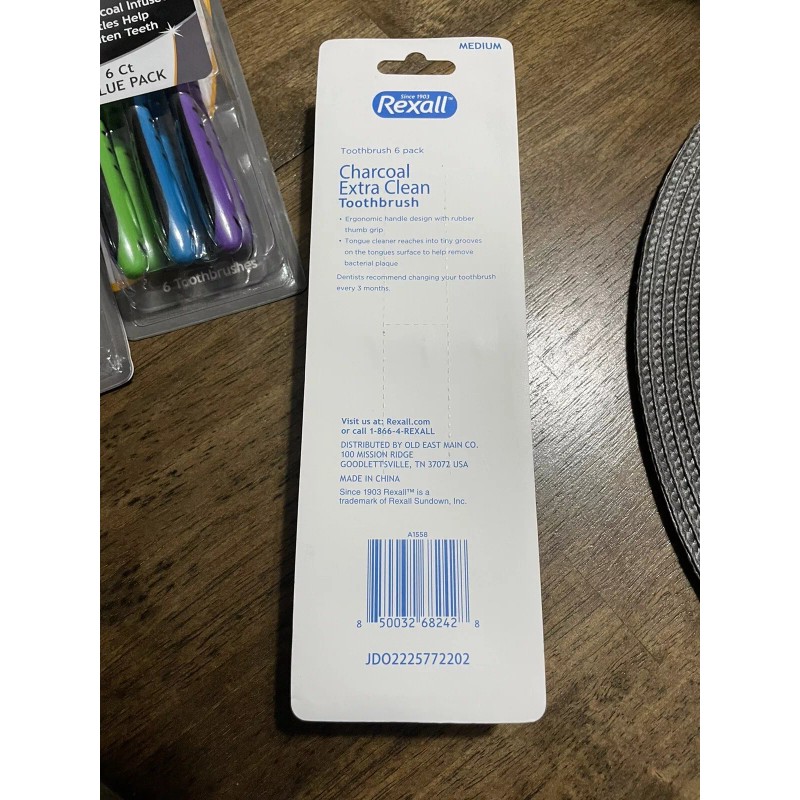 coal Infus
tles Help
ten Teeth
6 Ct
LUE PACK
6 Toothbrushes
MEDIUM
Since 1903
Rexall™
Toothbrush 6 pack
Charcoal
Extra Clean
Toothbrush
• Ergonomic handle design with rubber
thumb grip
• Tongue cleaner reaches into tiny grooves
on the tongues surface to help remove
bacterial plaque
Dentists recommend changing your toothbrush
every 3 months.
Visit us at: Rexall.com
or call 1-866-4-REXALL
DISTRIBUTED BY OLD EAST MAIN CO.
100 MISSION RIDGE
GOODLETTSVILLE, TN 37072 USA
MADE IN CHINA
Since 1903 Rexall™ is a
trademark of Rexall Sundown, Inc.
A1558
8 50032 68242 8
JDO2225772202